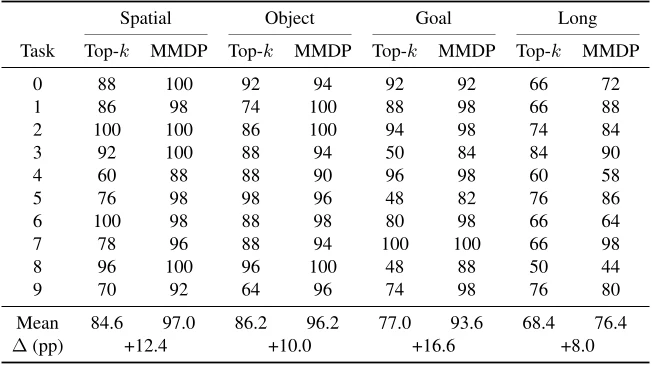 Spatial Object Goal Long
Task Top-k MMDP Top-k MMDP Top-k MMDP Top-k MMDP
0 88 100 92 94 92 92 66 72
1 86 98 74 100 88 98 66 88
2 100 100 86 100 94 98 74 84
3 92 100 88 94 50 84 84 90
4 60 88 88 90 96 98 60 58
5 76 98 98 96 48 82 76 86
6 100 98 88 98 80 98 66 64
7 78 96 88 94 100 100 66 98
8 96 100 96 100 48 88 50 44
9 70 92 64 96 74 98 76 80
Mean 84.6 97.0 86.2 96.2 77.0 93.6 68.4 76.4
Δ (pp) +12.4 +10.0 +16.6 +8.0